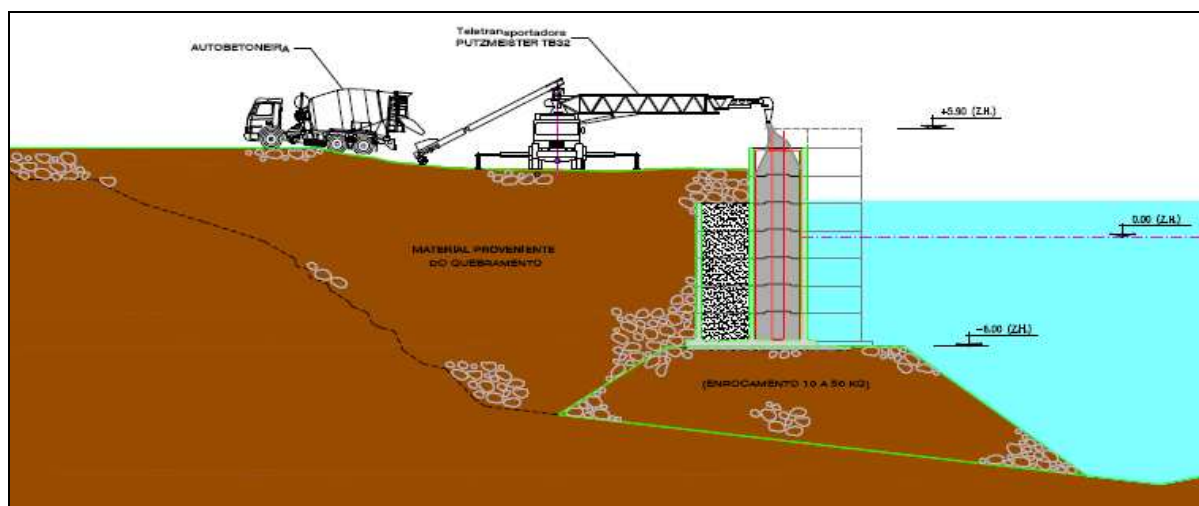 Teletransportadora
PUTZMEISTER TB32
AUTOBETONEIRA
+5.90 (Z.H.)
0.00 (Z.H.)
MATERIAL PROVENIENTE
DO QUEBRAMENTO
-6.00 (Z.H.)
(ENROCAMENTO 10 A 50 KG)